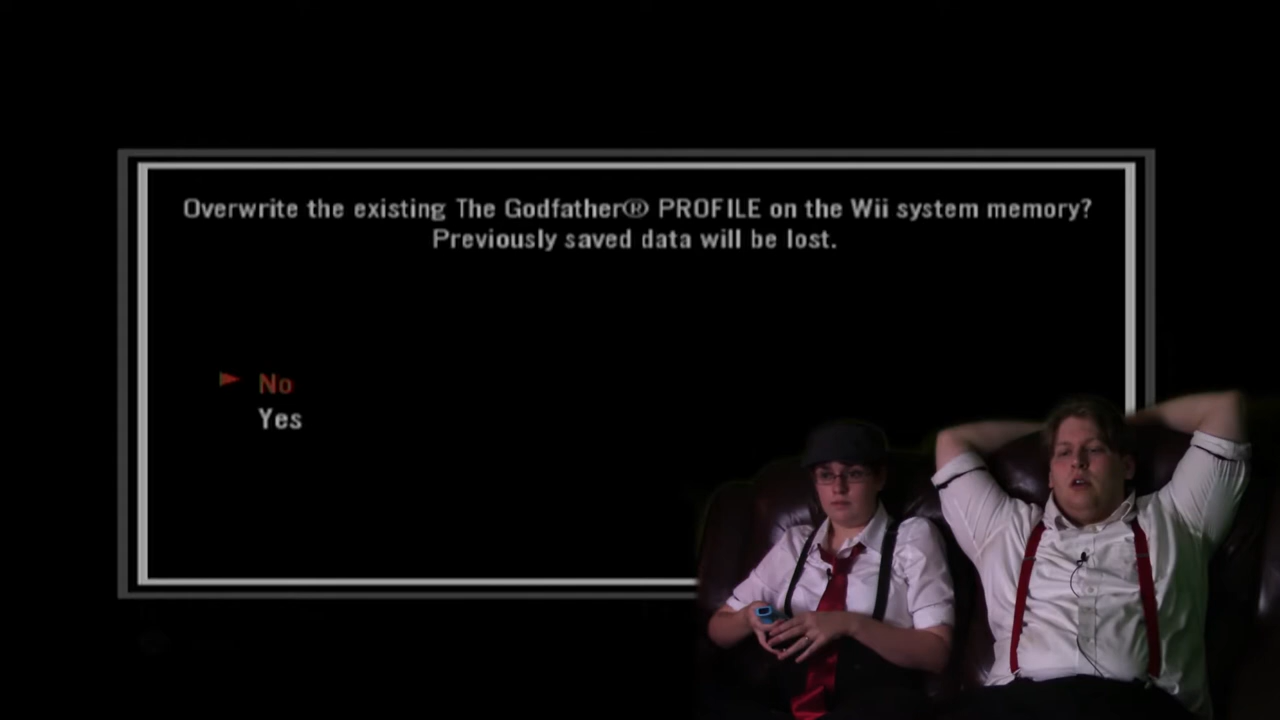 Overwrite the existing The Godfather® PROFILE on the Wii system memory?
Previously saved data will be lost.
No
Yes